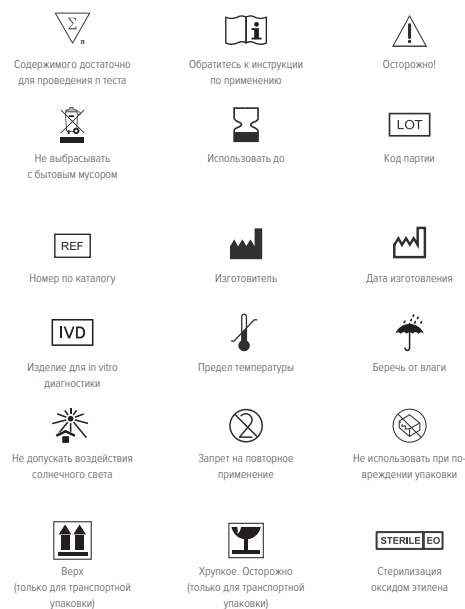 Σ
n
i
!
Содержимого достаточно
для проведения n теста
Обратитесь к инструкции
по применению
Осторожно!
LOT
Не выбрасывать
с бытовым мусором
Использовать до
Код партии
REF
Номер по каталогу
Изготовитель
Дата изготовления
IVD
Изделие для in vitro
диагностики
Предел температуры
Беречь от влаги
2
Не допускать воздействия
солнечного света
Запрет на повторное
применение
Не использовать при по-
вреждении упаковки
STERILE EO
Верх
(только для транспортной
упаковки)
Хрупкое. Осторожно
(только для транспортной
упаковки)
Стерилизация
оксидом этилена